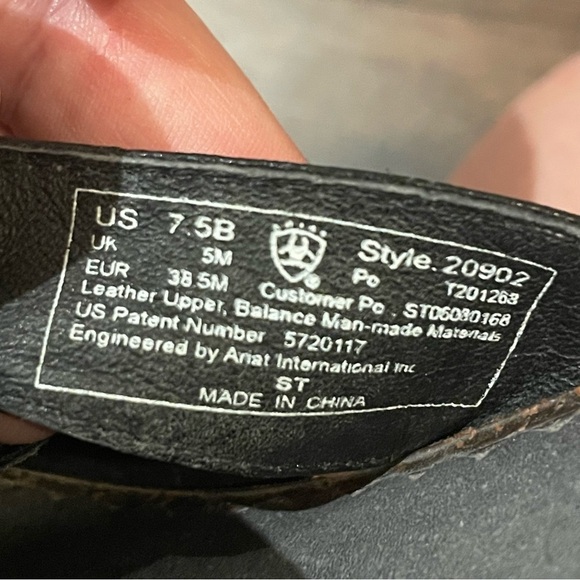 US 7.5B Style. 20902
UK 5M Po T201268
EUR 38.5M Customer Po . ST06080168
Leather Upper, Balance Man-made Materials
US Patent Number 5720117
Engineered by Ariat International Inc
ST
MADE IN CHINA